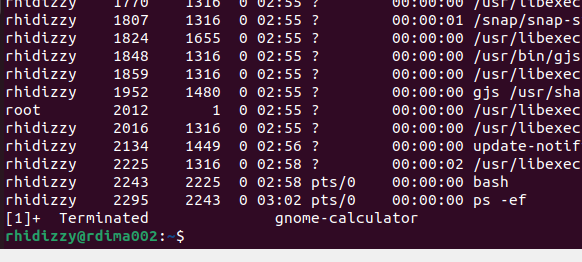 rhidizzy 1770 1316 0 02:55 ? 00:00:00 /usr/libexec
rhidizzy 1807 1316 0 02:55 ? 00:00:01 /snap/snap-s
rhidizzy 1824 1655 0 02:55 ? 00:00:00 /usr/libexec
rhidizzy 1848 1316 0 02:55 ? 00:00:00 /usr/bin/gjs
rhidizzy 1859 1316 0 02:55 ? 00:00:00 /usr/libexec
rhidizzy 1952 1480 0 02:55 ? 00:00:00 gjs /usr/sha
root 2012 1 0 02:55 ? 00:00:00 /usr/libexec
rhidizzy 2016 1316 0 02:55 ? 00:00:00 /usr/libexec
rhidizzy 2134 1449 0 02:56 ? 00:00:00 update-notif
rhidizzy 2225 1316 0 02:58 ? 00:00:02 /usr/libexec
rhidizzy 2243 2225 0 02:58 pts/0 00:00:00 bash
rhidizzy 2295 2243 0 03:02 pts/0 00:00:00 ps -ef
[1]+ Terminated gnome-calculator
rhidizzy@rdima002:~$